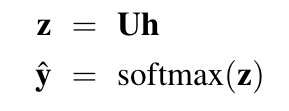 z = Uh
ŷ = softmax(z)